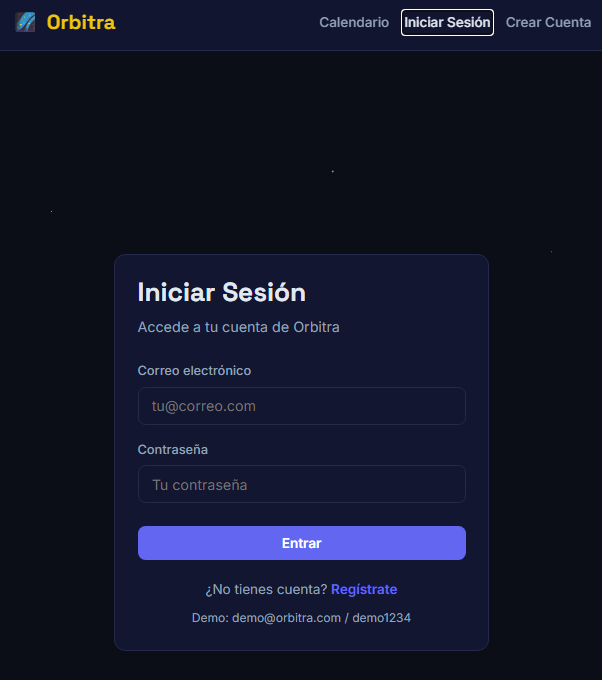 Orbitra
Calendario
Iniciar Sesión
Crear Cuenta
Iniciar Sesión
Accede a tu cuenta de Orbitra
Correo electrónico
tu@correo.com
Contraseña
Tu contraseña
Entrar
¿No tienes cuenta? Regístrate
Demo: demo@orbitra.com / demo1234